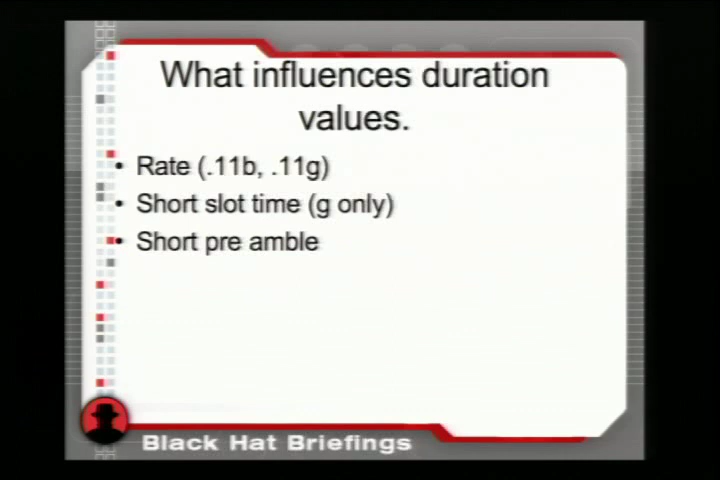 What influences duration
values.
• Rate (.11b, .11g)
• Short slot time (g only)
• Short pre amble
Black Hat Briefings